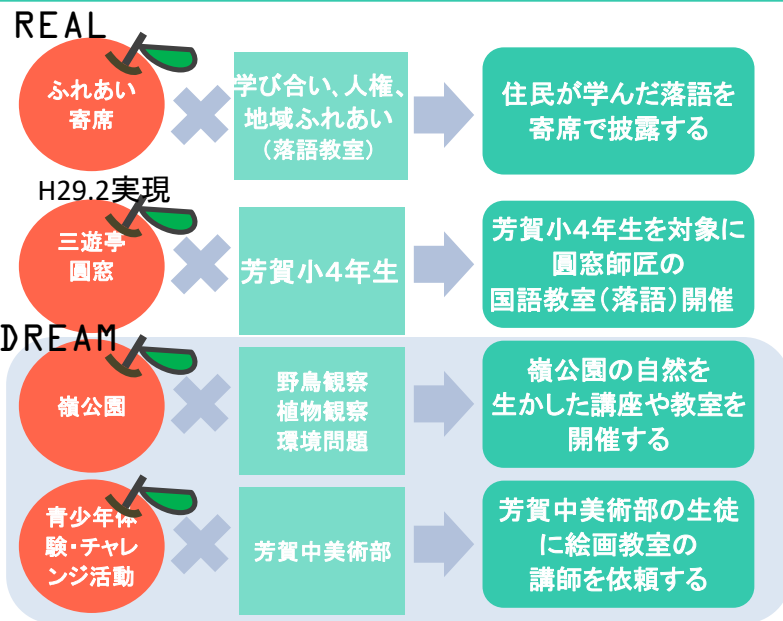 REAL
ふれあい
寄席
学び合い、人権、
地域ふれあい
（落語教室）
住民が学んだ落語を
寄席で披露する
H29.2実現
三遊亭
圓窓
芳賀小４年生
芳賀小４年生を対象に
圓窓師匠の
国語教室（落語）開催
DREAM
嶺公園
野鳥観察
植物観察
環境問題
嶺公園の自然を
生かした講座や教室を
開催する
青少年体
験・チャレ
ンジ活動
芳賀中美術部
芳賀中美術部の生徒
に絵画教室の
講師を依頼する